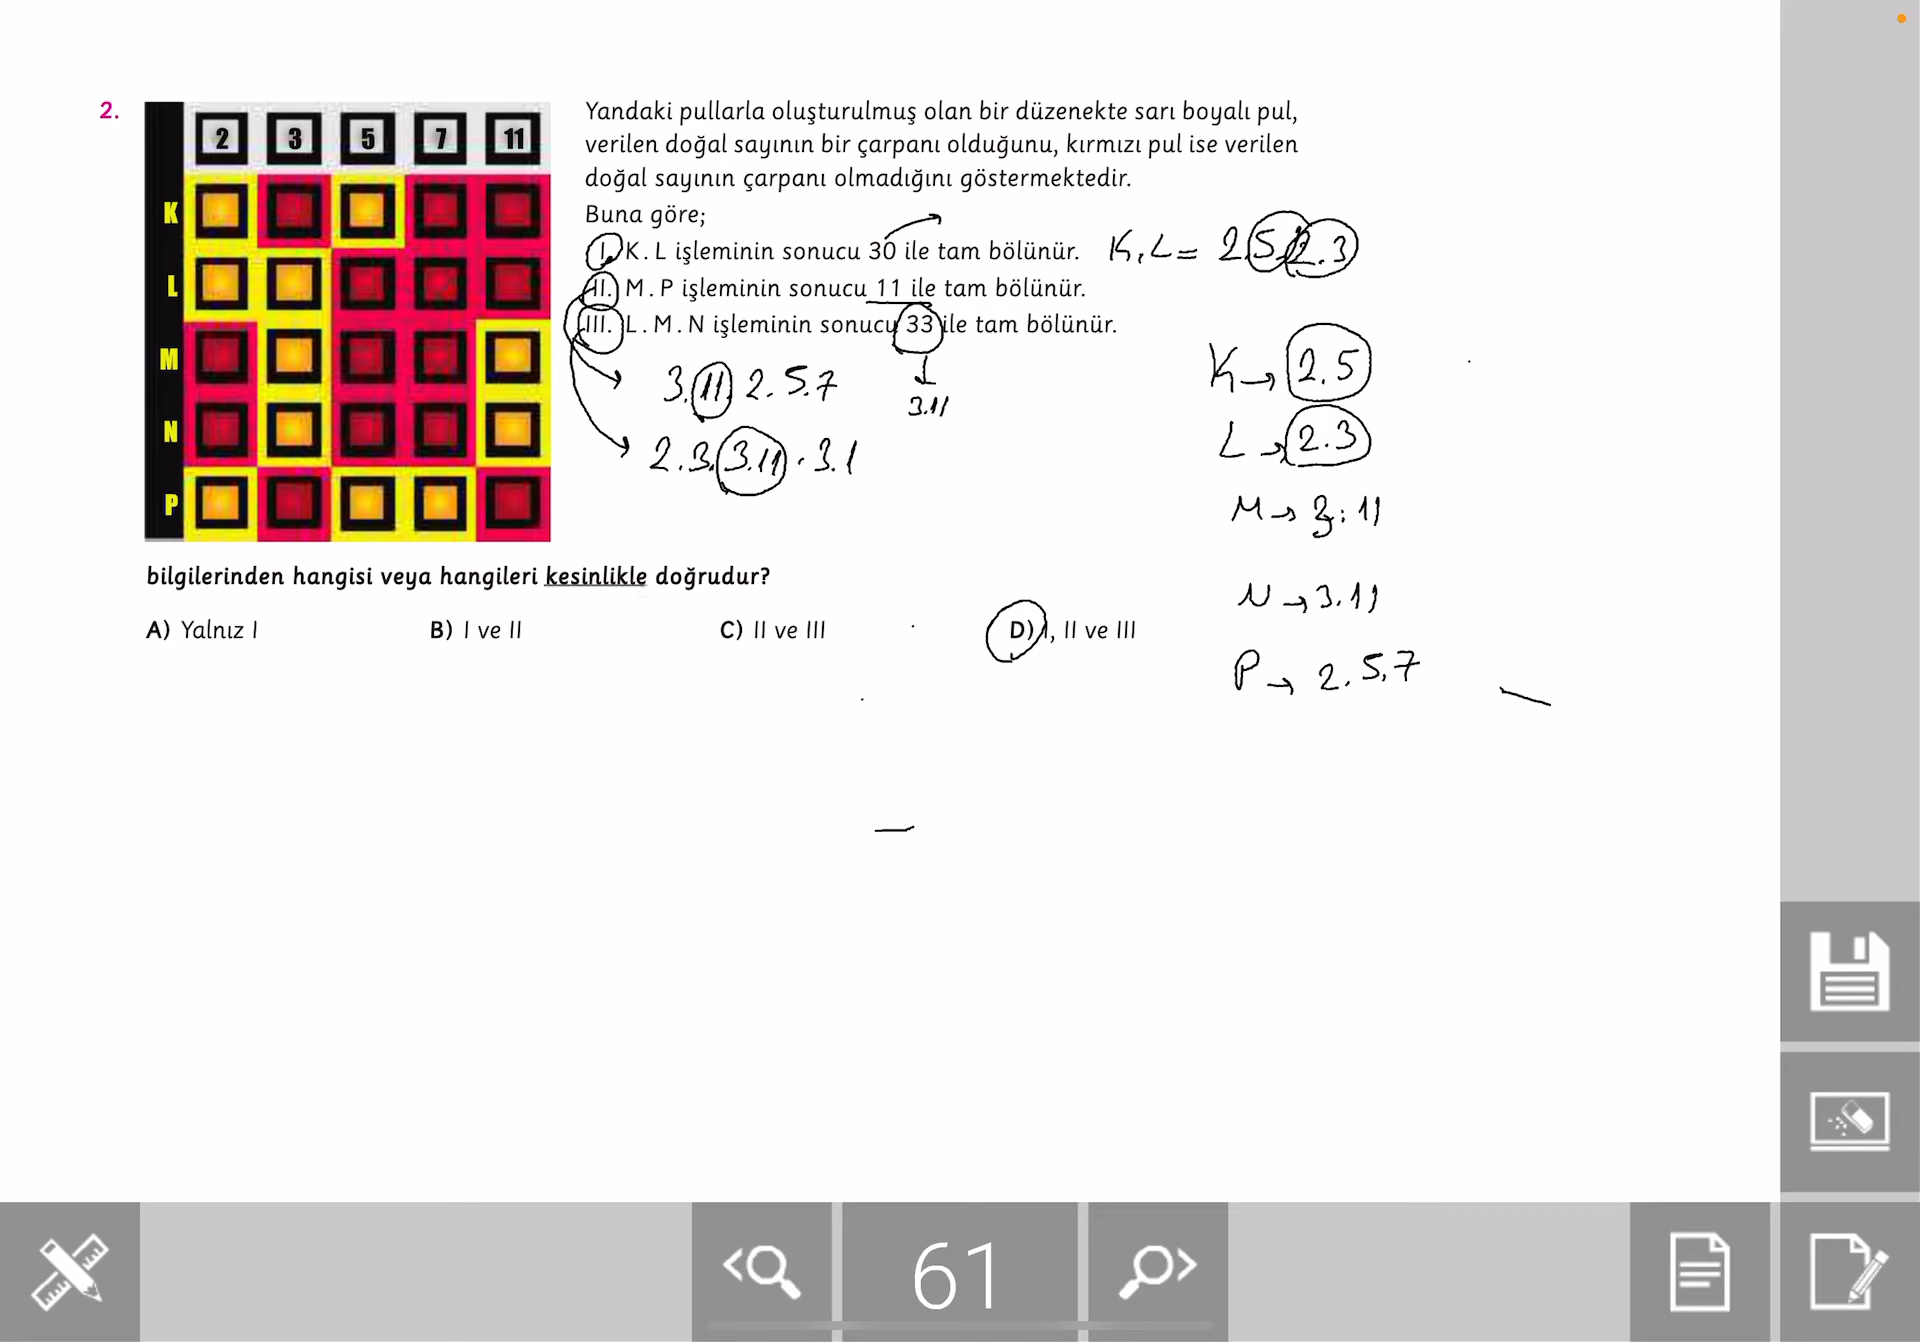 2.
2 3 5 7 11
K
L
M
N
P
Yandaki pullarla oluşturulmuş olan bir düzenekte sarı boyalı pul,
verilen doğal sayının bir çarpanı olduğunu, kırmızı pul ise verilen
doğal sayının çarpanı olmadığını göstermektedir.
Buna göre;
I. K . L işleminin sonucu 30 ile tam bölünür.
K.L = 2.5.2.3
II. M . P işleminin sonucu 11 ile tam bölünür.
III. L . M . N işleminin sonucu 33 ile tam bölünür.
3.11.2.5.7
3.11
2.3.3.11.3.1
K → 2.5
L → 2.3
M → 3.11
N → 3.11
P → 2.5.7
bilgilerinden hangisi veya hangileri kesinlikle doğrudur?
A) Yalnız I B) I ve II C) II ve III D) I, II ve III
61